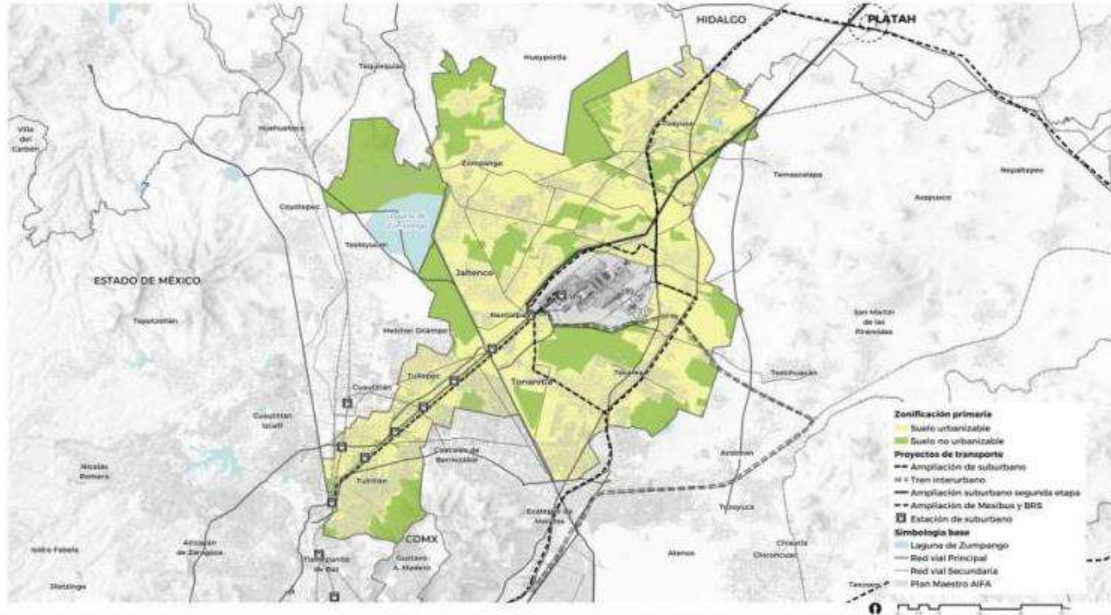 HIDALGO
PLATAH
Tequixquiac
Hueypoxtla
Villa
del
Carbón
Huehuetoca
Tizayuca
Zumpango
Temascalapa
Nopaltepec
Axapusco
Coyotepec
Laguna de
Zumpango
Teoloyucan
Jaltenco
ESTADO DE MÉXICO
Tepotzotlán
Nextlalpan
Melchor Ocampo
San Martín
de las
Pirámides
Tultepec
Tonanitla
Tecámac
Teotihuacán
Cuautitlán
Cuautitlán
Izcalli
Coacalco de
Berriozábal
Acolman
Nicolás
Romero
Tultitlán
Ecatepec de
Morelos
Tezoyuca
Isidro Fabela
Atizapán
de Zaragoza
CDMX
Tlalnepantla
de Baz
Gustavo
A. Madero
Atenco
Chiautla
Chiconcuac
Jilotzingo
Zonificación primaria
Suelo urbanizable
Suelo no urbanizable
Proyectos de transporte
Ampliación de suburbano
Tren interurbano
Ampliación suburbano segunda etapa
Ampliación de Mexibus y BRS
Estación de suburbano
Simbología base
Laguna de Zumpango
Red vial Principal
Red vial Secundaria
Plan Maestro AIFA